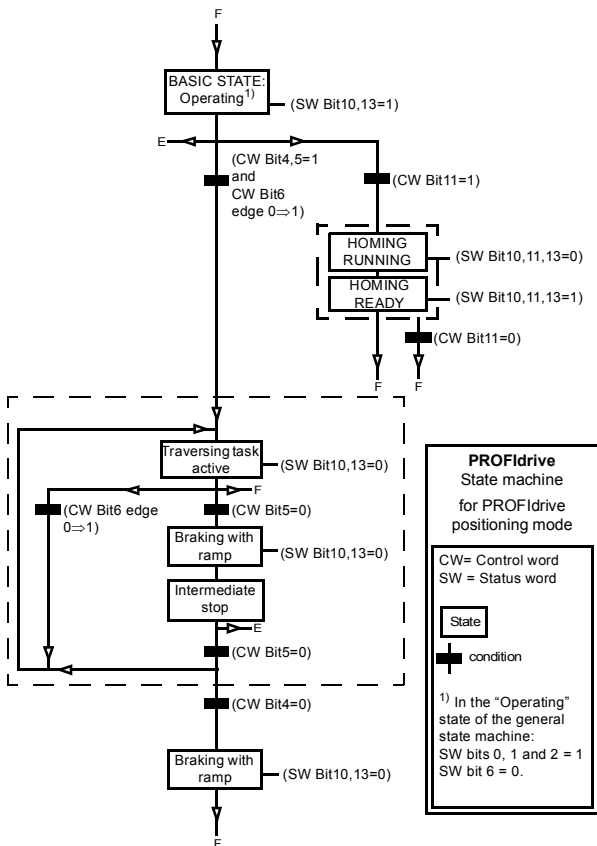 F
BASIC STATE:
Operating1)
(SW Bit10,13=1)
E
(CW Bit4,5=1
and
CW Bit6
edge 0⇒1)
(CW Bit11=1)
HOMING
RUNNING
(SW Bit10,11,13=0)
HOMING
READY
(SW Bit10,11,13=1)
(CW Bit11=0)
F
F
Traversing task
active
(SW Bit10,13=0)
F
(CW Bit6 edge
0⇒1)
(CW Bit5=0)
Braking with
ramp
(SW Bit10,13=0)
Intermediate
stop
E
(CW Bit5=0)
(CW Bit4=0)
Braking with
ramp
(SW Bit10,13=0)
F
PROFIdrive
State machine
for PROFIdrive
positioning mode
CW= Control word
SW = Status word
State
condition
1) In the “Operating”
state of the general
state machine:
SW bits 0, 1 and 2 = 1
SW bit 6 = 0.